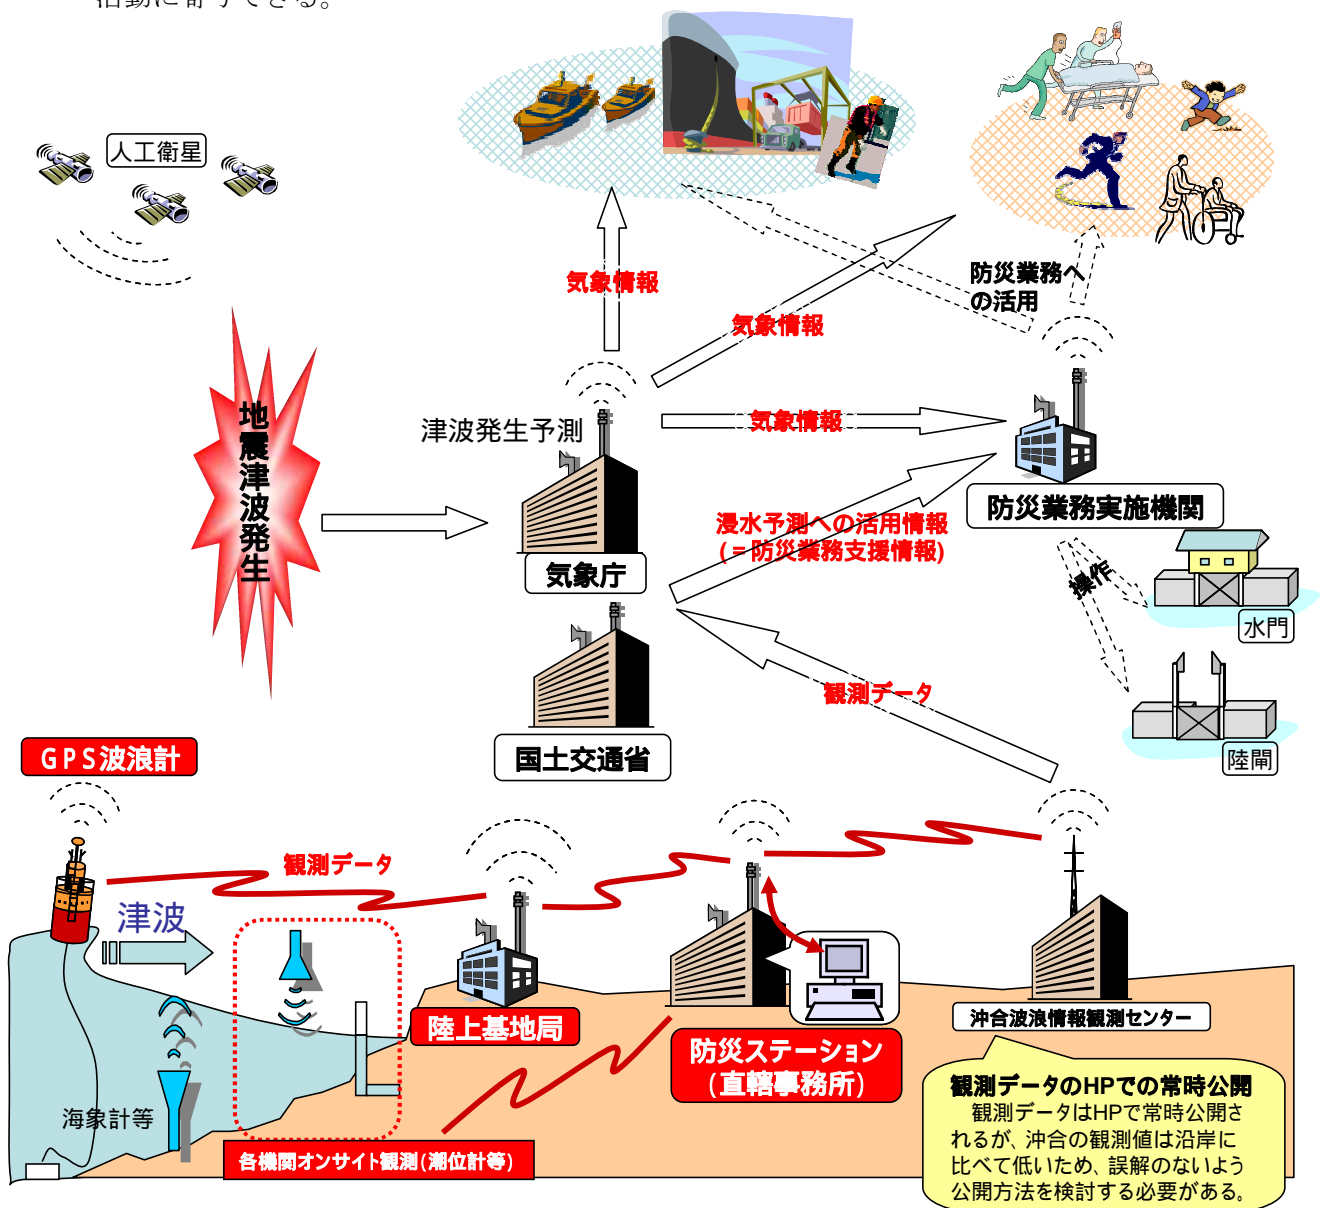 活動に寄与できる。
人工衛星
気象情報
気象情報
防災業務へ
の活用
地震津波発生
津波発生予測
気象情報
気象庁
浸水予測への活用情報
(=防災業務支援情報)
防災業務実施機関
操作
水門
陸閘
国土交通省
観測データ
GPS波浪計
観測データ
津波
海象計等
陸上基地局
各機関オンサイト観測(潮位計等)
防災ステーション
(直轄事務所)
沖合波浪情報観測センター
観測データのHPでの常時公開
観測データはHPで常時公開さ
れるが、沖合の観測値は沿岸に
比べて低いため、誤解のないよう
公開方法を検討する必要がある。